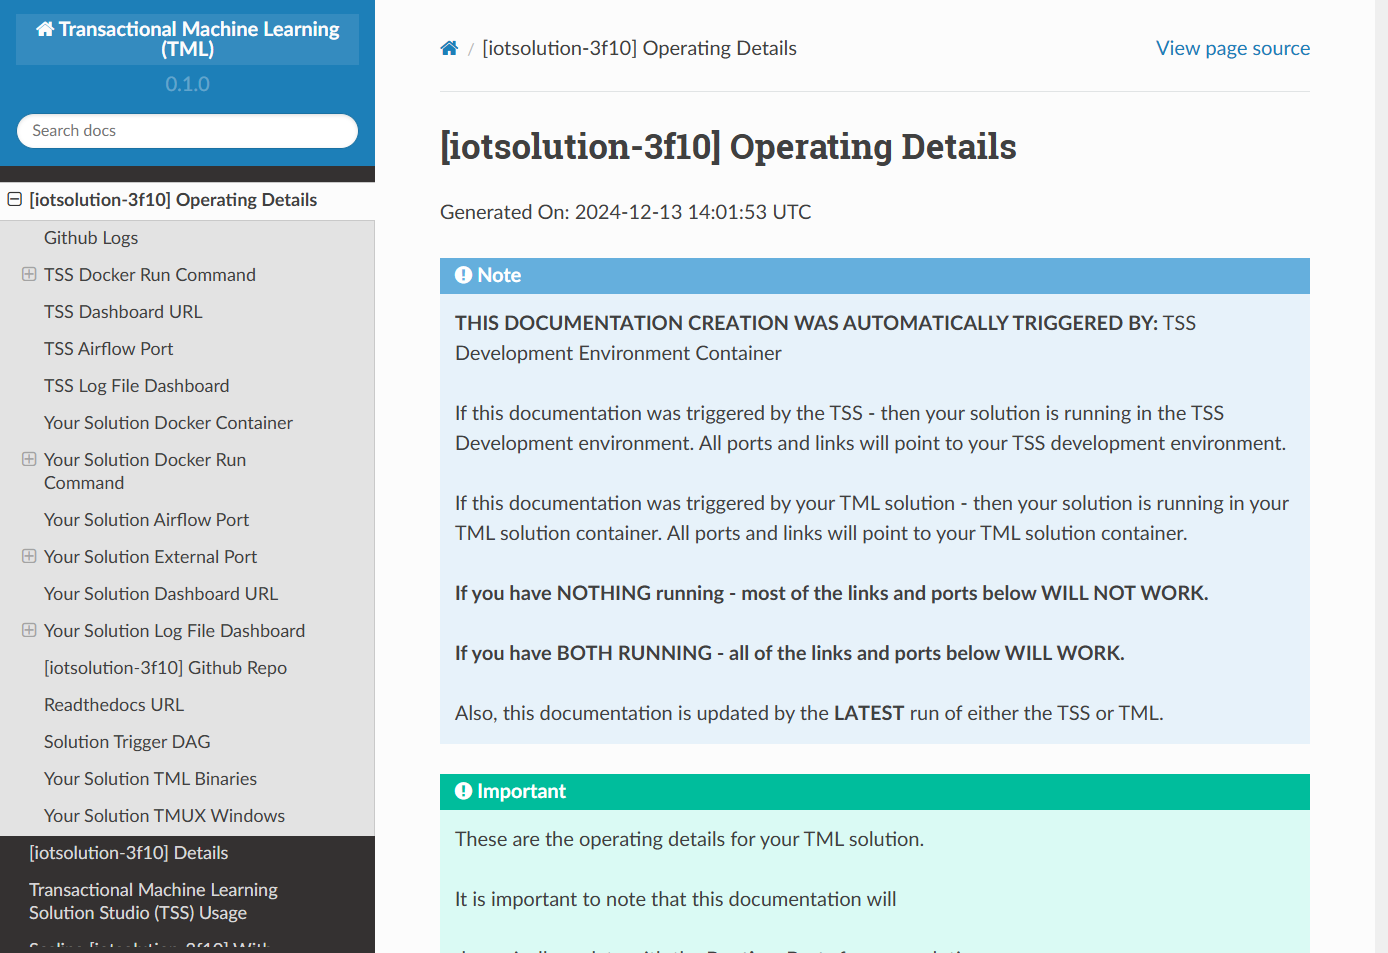 Transactional Machine Learning
(TML)
0.1.0
Search docs
[iotsolution-3f10] Operating Details
Github Logs
TSS Docker Run Command
TSS Dashboard URL
TSS Airflow Port
TSS Log File Dashboard
Your Solution Docker Container
Your Solution Docker Run
Command
Your Solution Airflow Port
Your Solution External Port
Your Solution Dashboard URL
Your Solution Log File Dashboard
[iotsolution-3f10] Github Repo
Readthedocs URL
Solution Trigger DAG
Your Solution TML Binaries
Your Solution TMUX Windows
[iotsolution-3f10] Details
Transactional Machine Learning
Solution Studio (TSS) Usage
Scaling [iotsolution-3f10] With
/ [iotsolution-3f10] Operating Details
View page source
[iotsolution-3f10] Operating Details
Generated On: 2024-12-13 14:01:53 UTC
Note
THIS DOCUMENTATION CREATION WAS AUTOMATICALLY TRIGGERED BY: TSS
Development Environment Container
If this documentation was triggered by the TSS - then your solution is running in the TSS
Development environment. All ports and links will point to your TSS development environment.
If this documentation was triggered by your TML solution - then your solution is running in your
TML solution container. All ports and links will point to your TML solution container.
If you have NOTHING running - most of the links and ports below WILL NOT WORK.
If you have BOTH RUNNING - all of the links and ports below WILL WORK.
Also, this documentation is updated by the LATEST run of either the TSS or TML.
Important
These are the operating details for your TML solution.
It is important to note that this documentation will